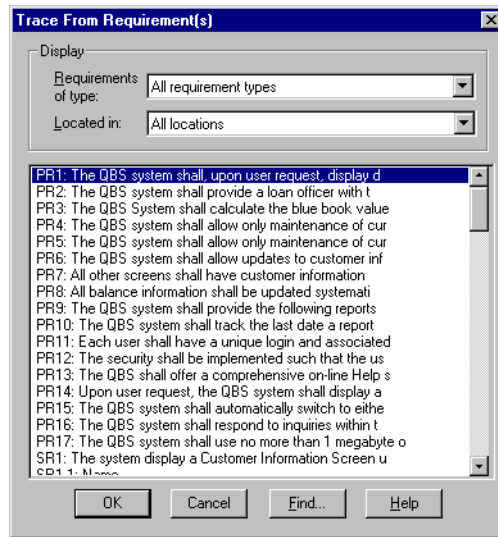 Trace From Requirement(s)
Display
Requirements of type:
All requirement types
Located in:
All locations
PR1: The QBS system shall, upon user request, display d
PR2: The QBS system shall provide a loan officer with t
PR3: The QBS System shall calculate the blue book value
PR4: The QBS system shall allow only maintenance of cur
PR5: The QBS system shall allow only maintenance of cur
PR6: The QBS system shall allow updates to customer inf
PR7: All other screens shall have customer information
PR8: All balance information shall be updated systemati
PR9: The QBS system shall provide the following reports
PR10: The QBS system shall track the last date a report
PR11: Each user shall have a unique login and associated
PR12: The security shall be implemented such that the us
PR13: The QBS shall offer a comprehensive on-line Help s
PR14: Upon user request, the QBS system shall display a
PR15: The QBS system shall automatically switch to eithe
PR16: The QBS system shall respond to inquiries within t
PR17: The QBS system shall use no more than 1 megabyte o
SR1: The system display a Customer Information Screen u
SR1.1: Name
OK
Cancel
Find...
Help